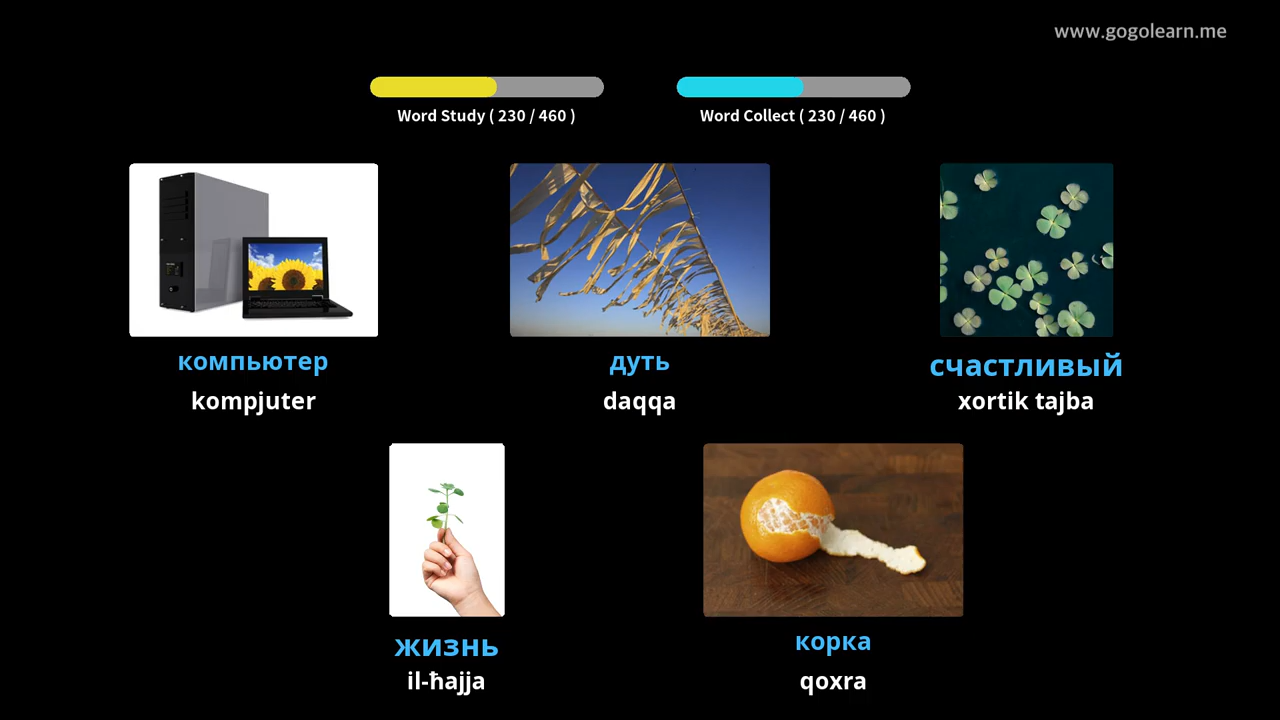 www.gogolearn.me
Word Study ( 230 / 460 )
Word Collect ( 230 / 460 )
компьютер
kompjuter
дуть
daqqa
счастливый
xortik tajba
жизнь
il-ħajja
корка
qoxra